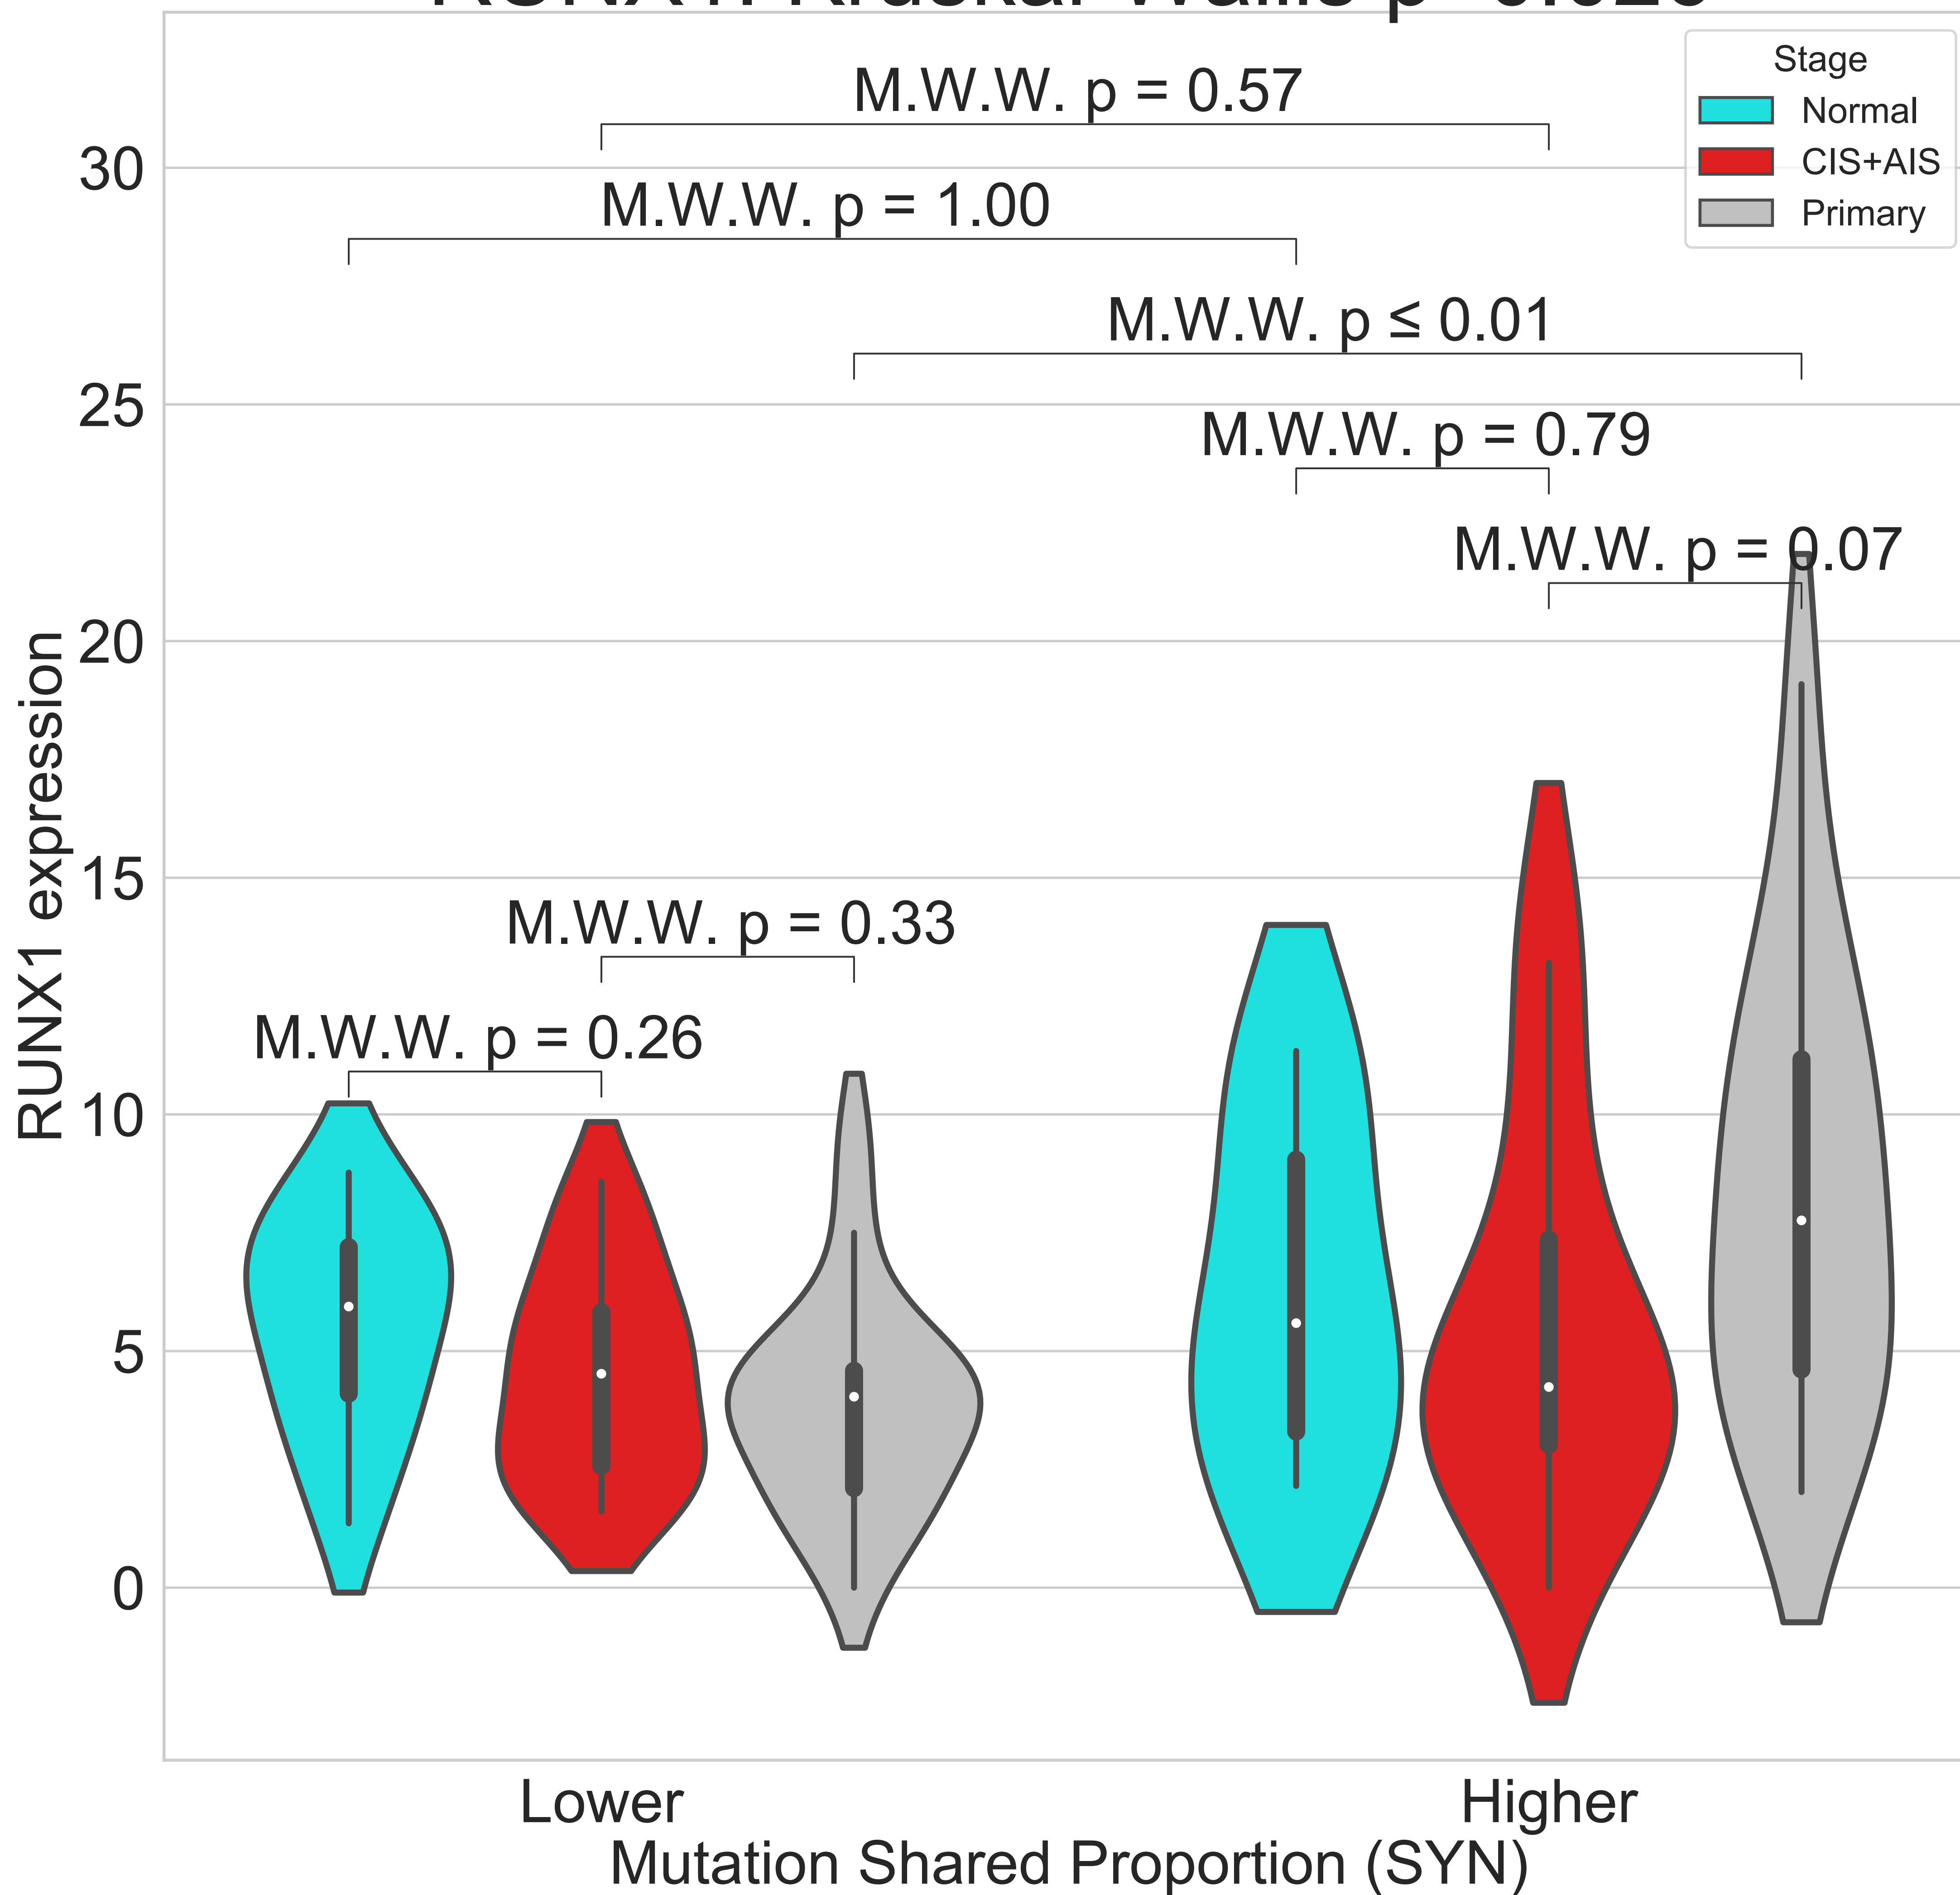 M.W.W. p = 0.57
M.W.W. p = 1.00
M.W.W. p ≤ 0.01
M.W.W. p = 0.79
M.W.W. p = 0.07
M.W.W. p = 0.33
M.W.W. p = 0.26
Stage
Normal
CIS+AIS
Primary
30
25
20
15
10
5
0
RUNX1 expression
Lower
Higher
Mutation Shared Proportion (SYN)